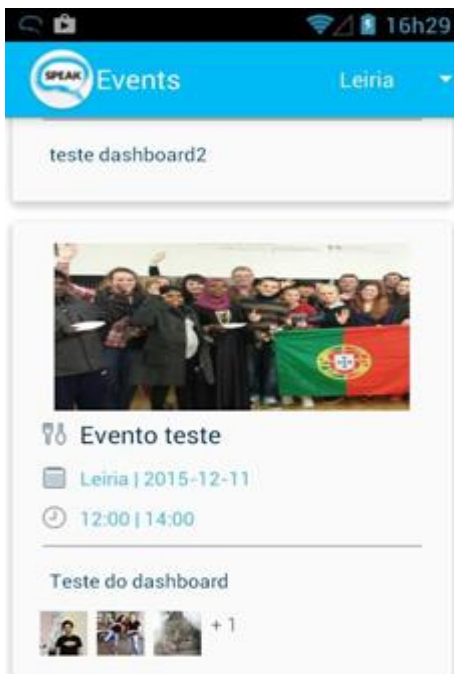 16h29
SPEAK Events Leiria
teste dashboard2
Evento teste
Leiria | 2015-12-11
12:00 | 14:00
Teste do dashboard
+ 1